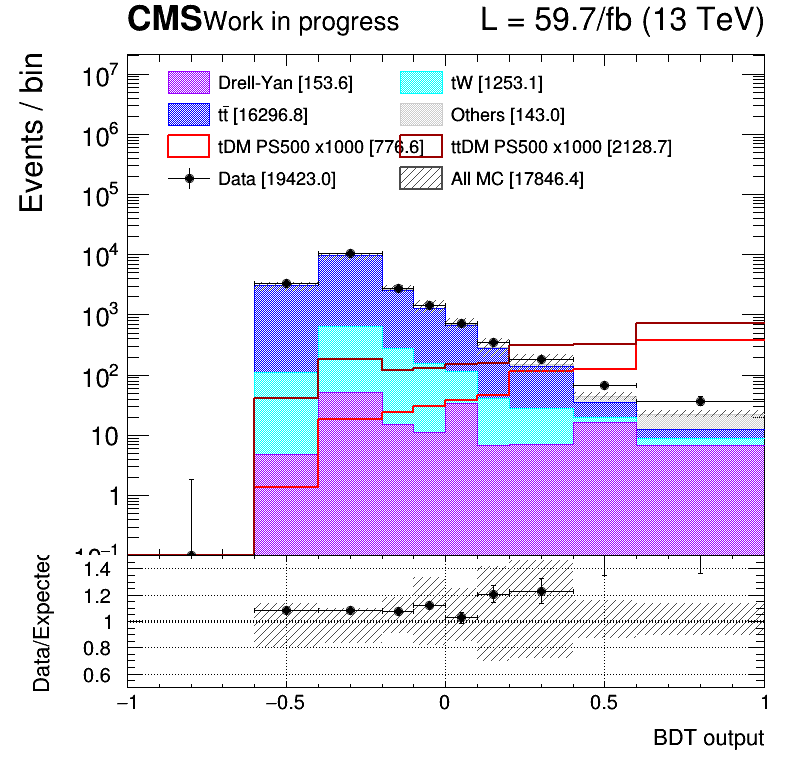 CMS Work in progress L = 59.7/fb (13 TeV)
Events / bin
10⁷
10⁶
10⁵
10⁴
10³
10²
10
1
10⁻¹
Drell-Yan [153.6] tW [1253.1]
tt̄ [16296.8] Others [143.0]
tDM PS500 x1000 [776.6] ttDM PS500 x1000 [2128.7]
Data [19423.0] All MC [17846.4]
Data/Expected
1.4
1.2
1
0.8
0.6
−1 −0.5 0 0.5 1
BDT output